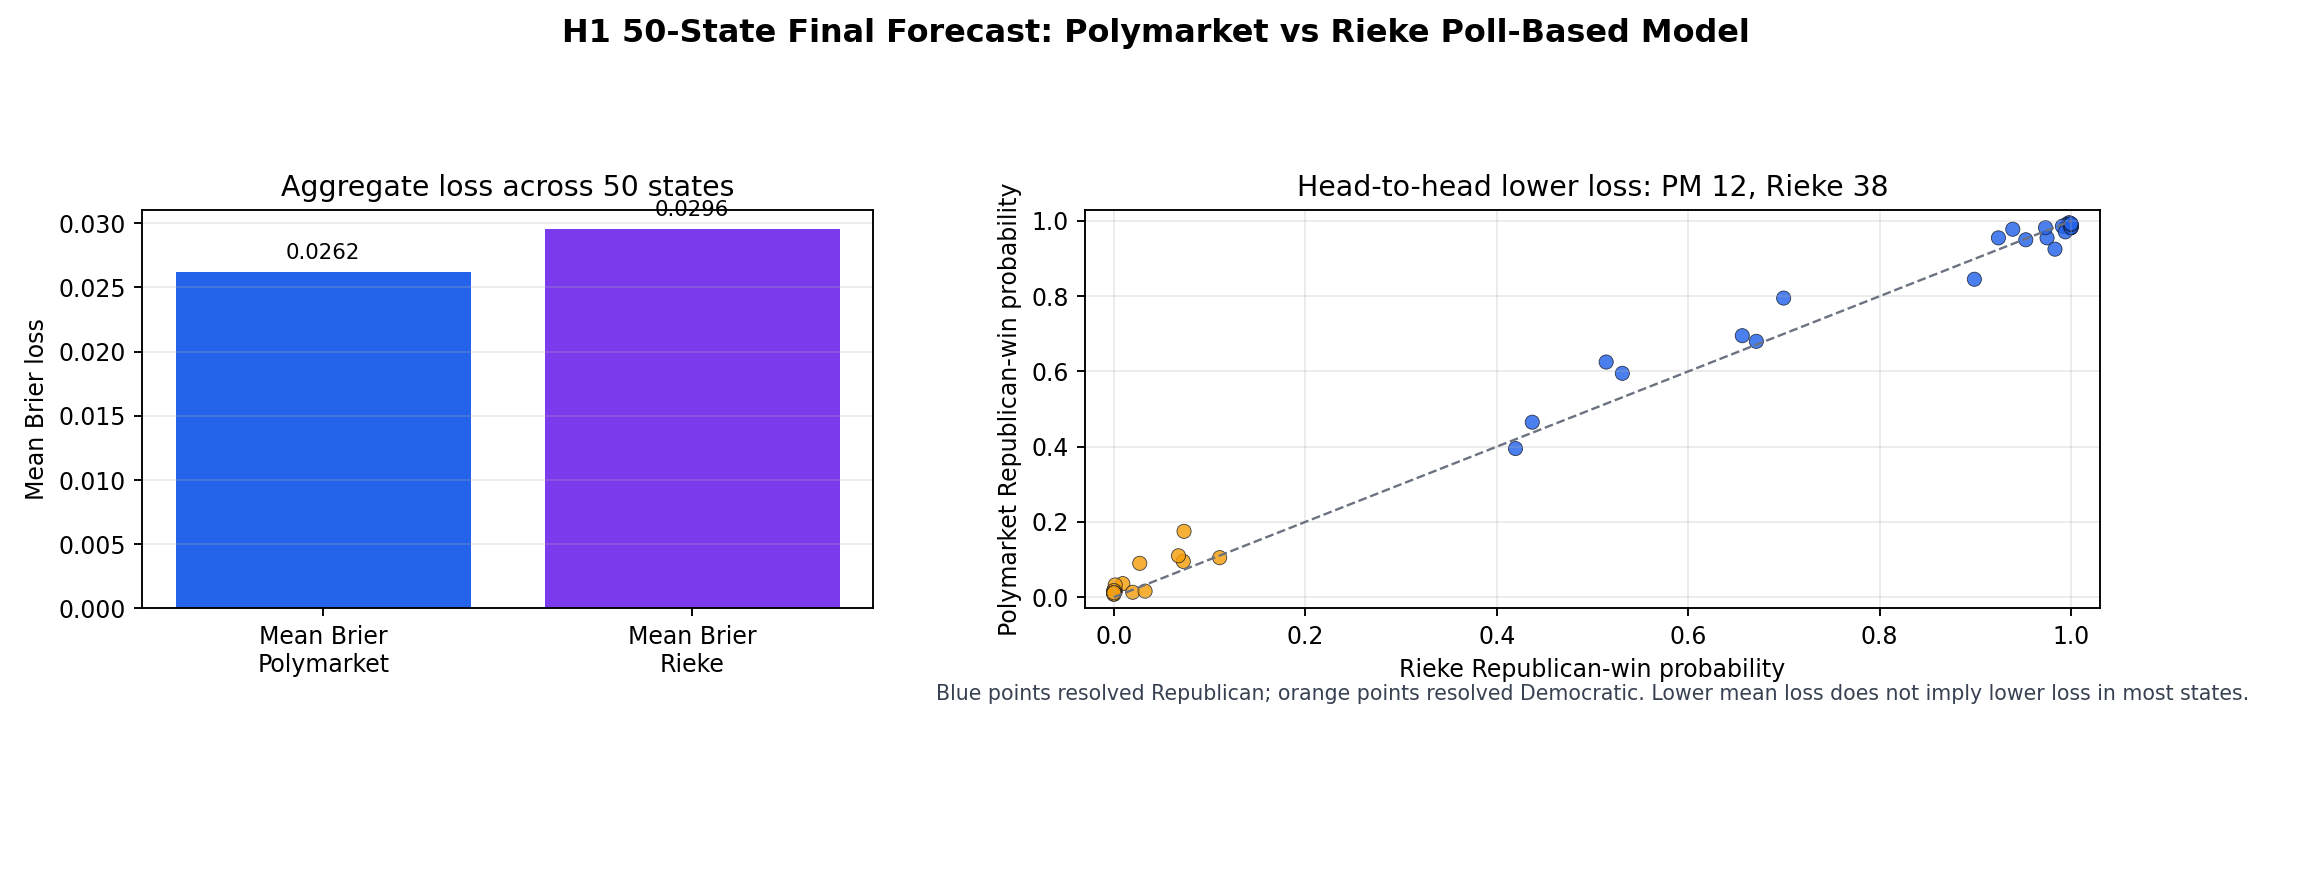 H1 50-State Final Forecast: Polymarket vs Rieke Poll-Based Model
Aggregate loss across 50 states
Mean Brier loss
0.030
0.025
0.020
0.015
0.010
0.005
0.000
0.0262
0.0296
Mean Brier
Polymarket
Mean Brier
Rieke
Head-to-head lower loss: PM 12, Rieke 38
Polymarket Republican-win probability
1.0
0.8
0.6
0.4
0.2
0.0
0.0
0.2
0.4
0.6
0.8
1.0
Rieke Republican-win probability
Blue points resolved Republican; orange points resolved Democratic. Lower mean loss does not imply lower loss in most states.